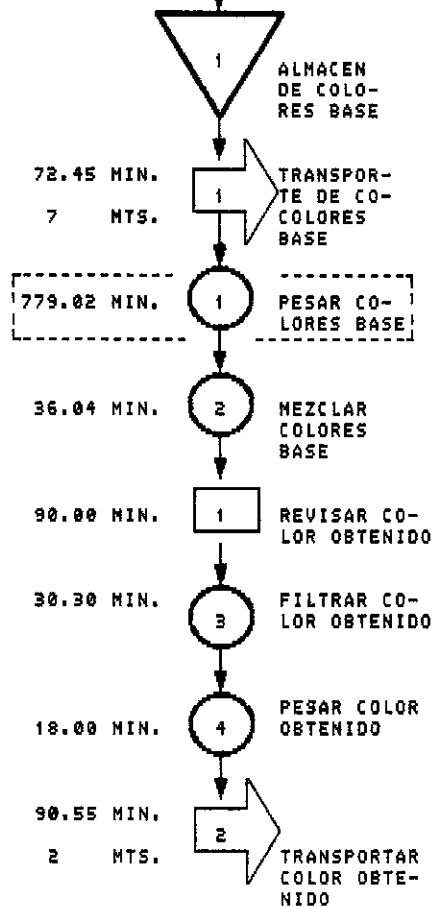 1
ALMACEN
DE COLO-
RES BASE
72.45 MIN.
7 MTS.
1
TRANSPOR-
TE DE CO-
COLORES
BASE
779.02 MIN.
1
PESAR CO-
LORES BASE
36.04 MIN.
2
MEZCLAR
COLORES
BASE
90.00 MIN.
1
REVISAR CO-
LOR OBTENIDO
30.30 MIN.
3
FILTRAR CO-
LOR OBTENIDO
18.00 MIN.
4
PESAR COLOR
OBTENIDO
90.55 MIN.
2 MTS.
2
TRANSPORTAR
COLOR OBTE-
NIDO